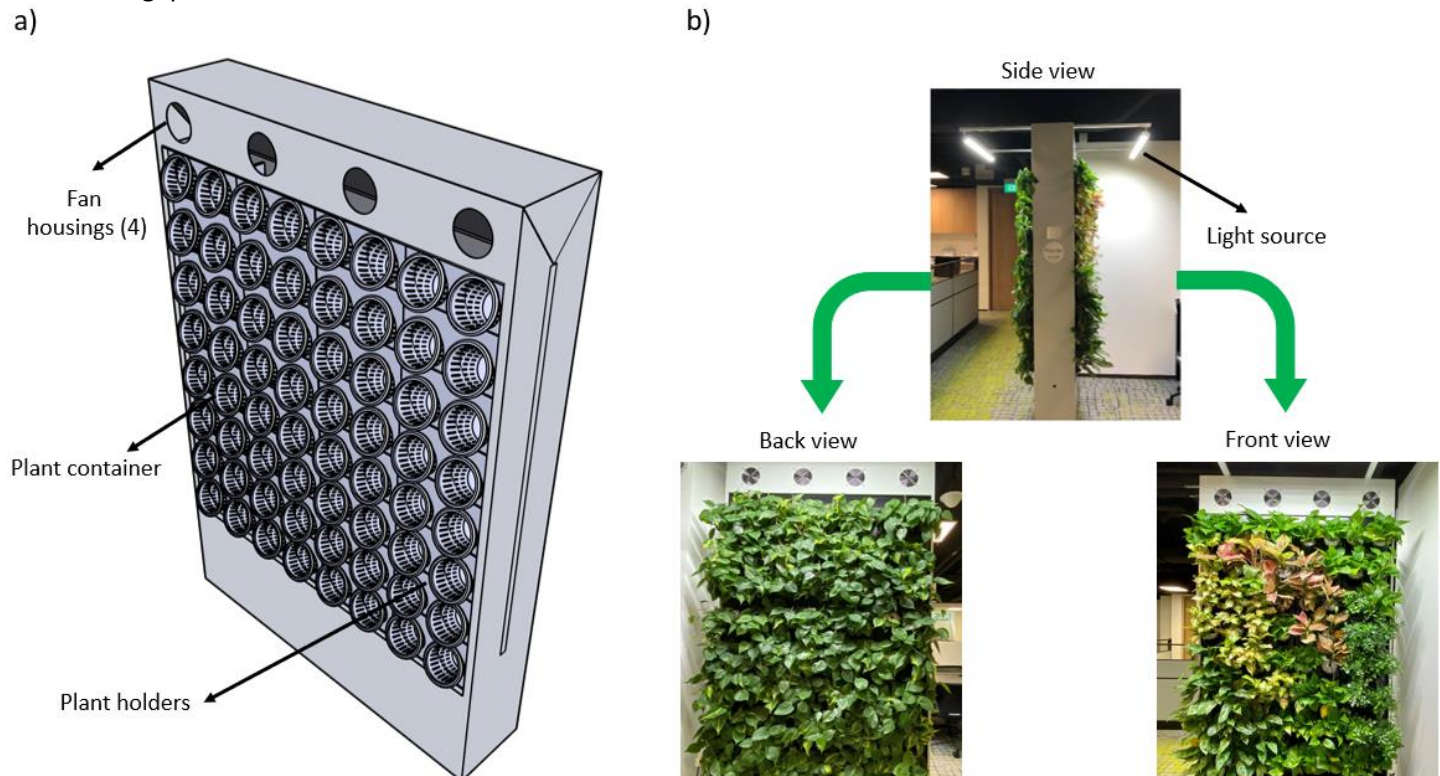 a)
b)
Side view
Fan
housings (4)
Light source
Plant container
Back view
Front view
Plant holders